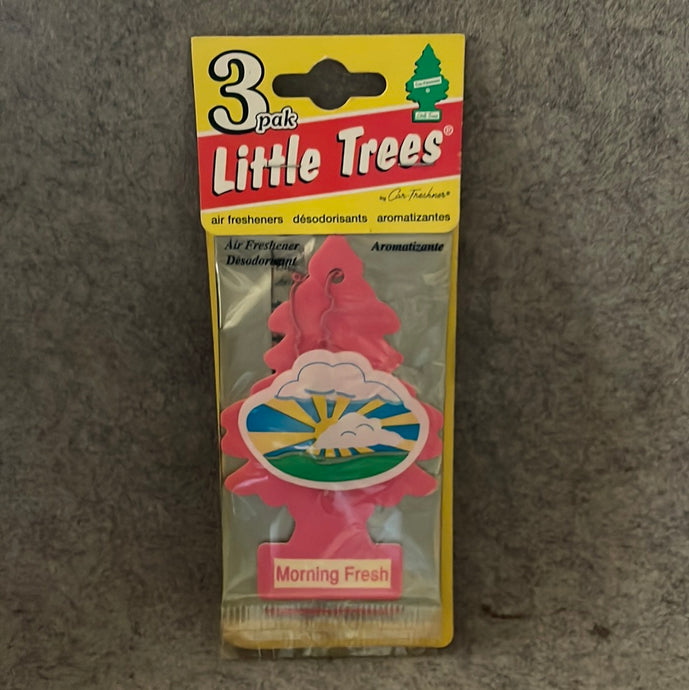 3
pak
Little Trees®
by Car-Freshner®
air fresheners désodorisants aromatizantes
Air Freshener Aromatizante
Désodorisant
Morning Fresh